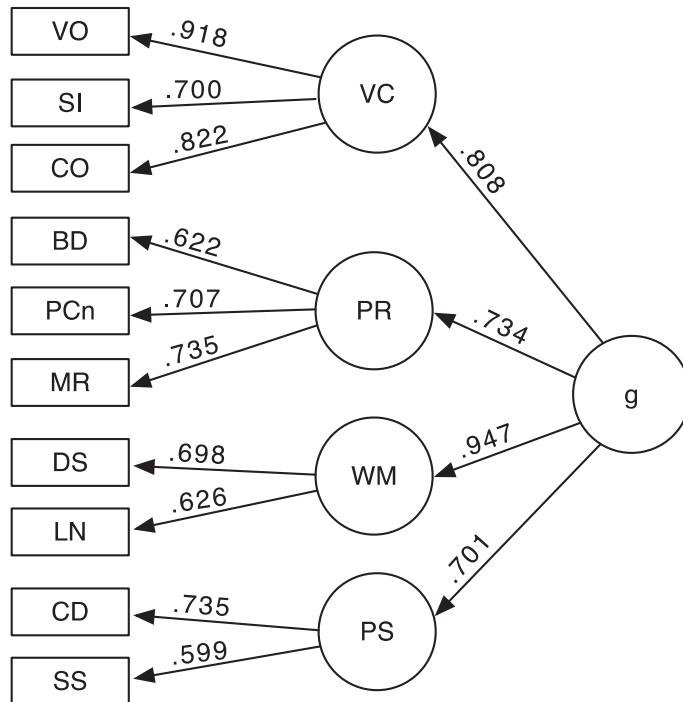 VO
.918
SI
.700
VC
CO
.822
.808
BD
.622
PCn
.707
PR
MR
.735
.734
g
DS
.698
WM
.947
LN
.626
.701
CD
.735
PS
SS
.599